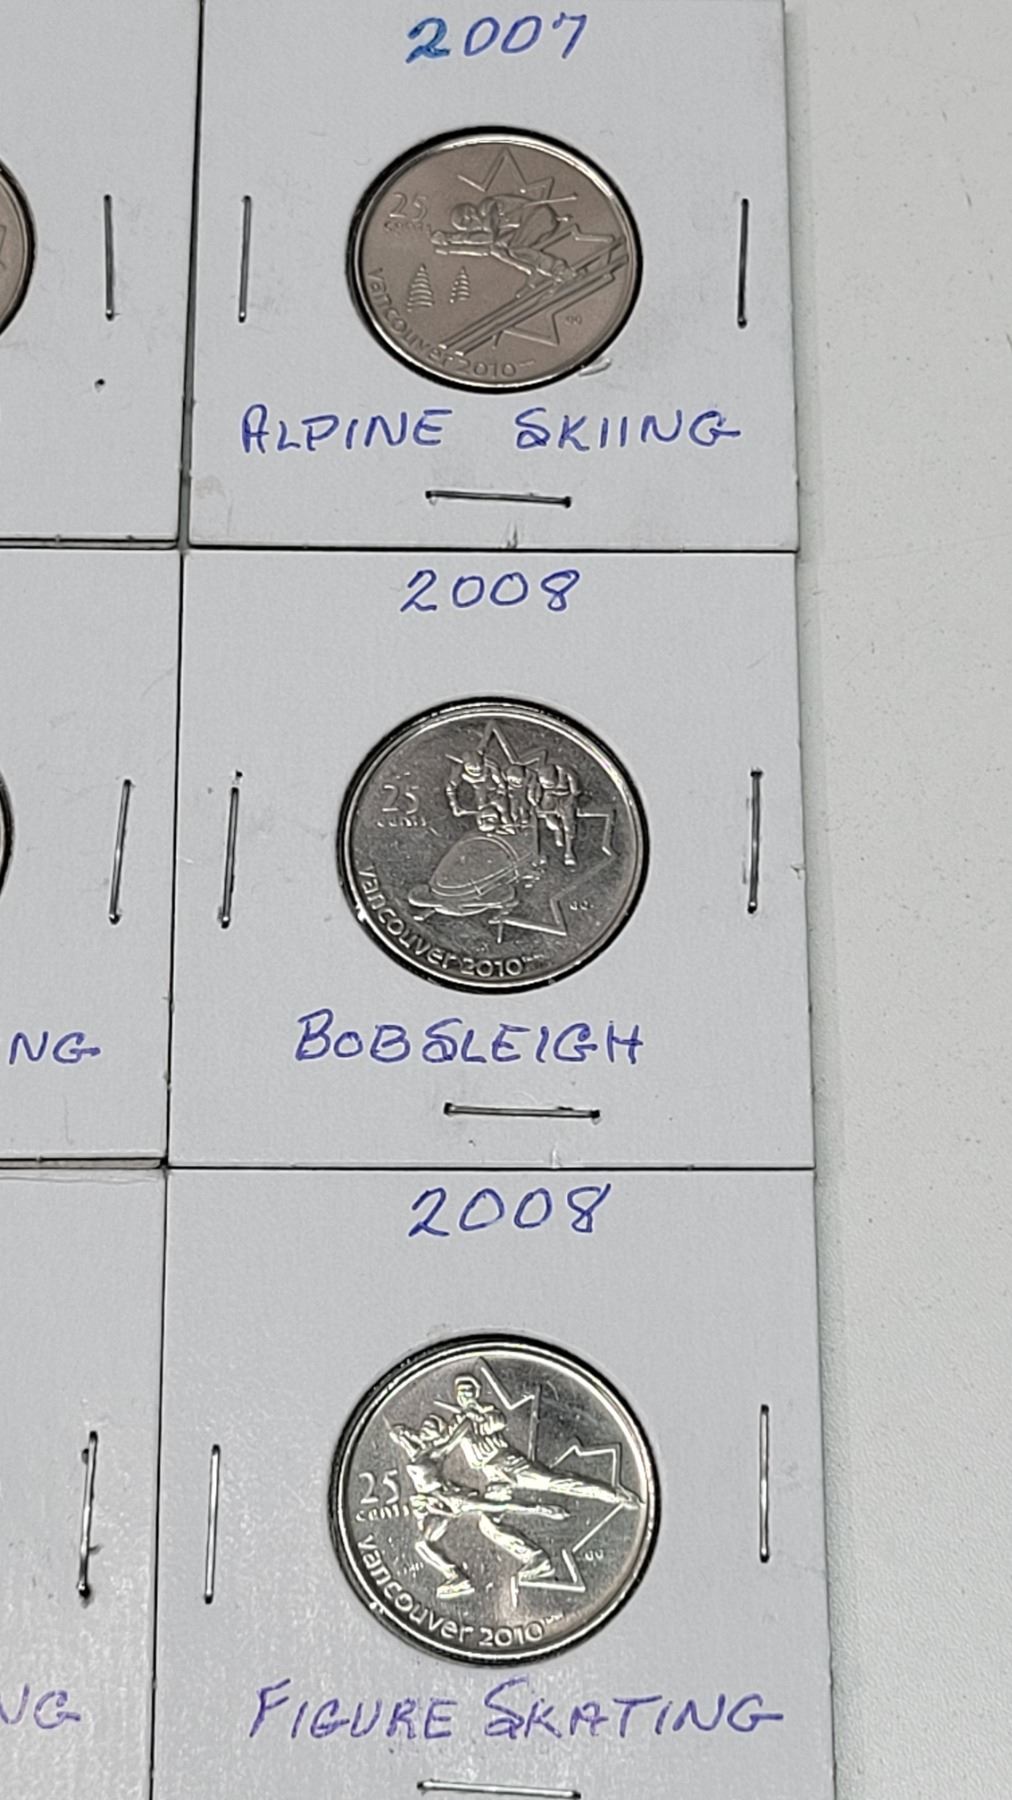 2007
25
cents
vancouver 2010
ALPINE SKIING
2008
25
cents
vancouver 2010
NG
BOBSLEIGH
2008
25
cents
vancouver 2010
NG
FIGURE SKATING